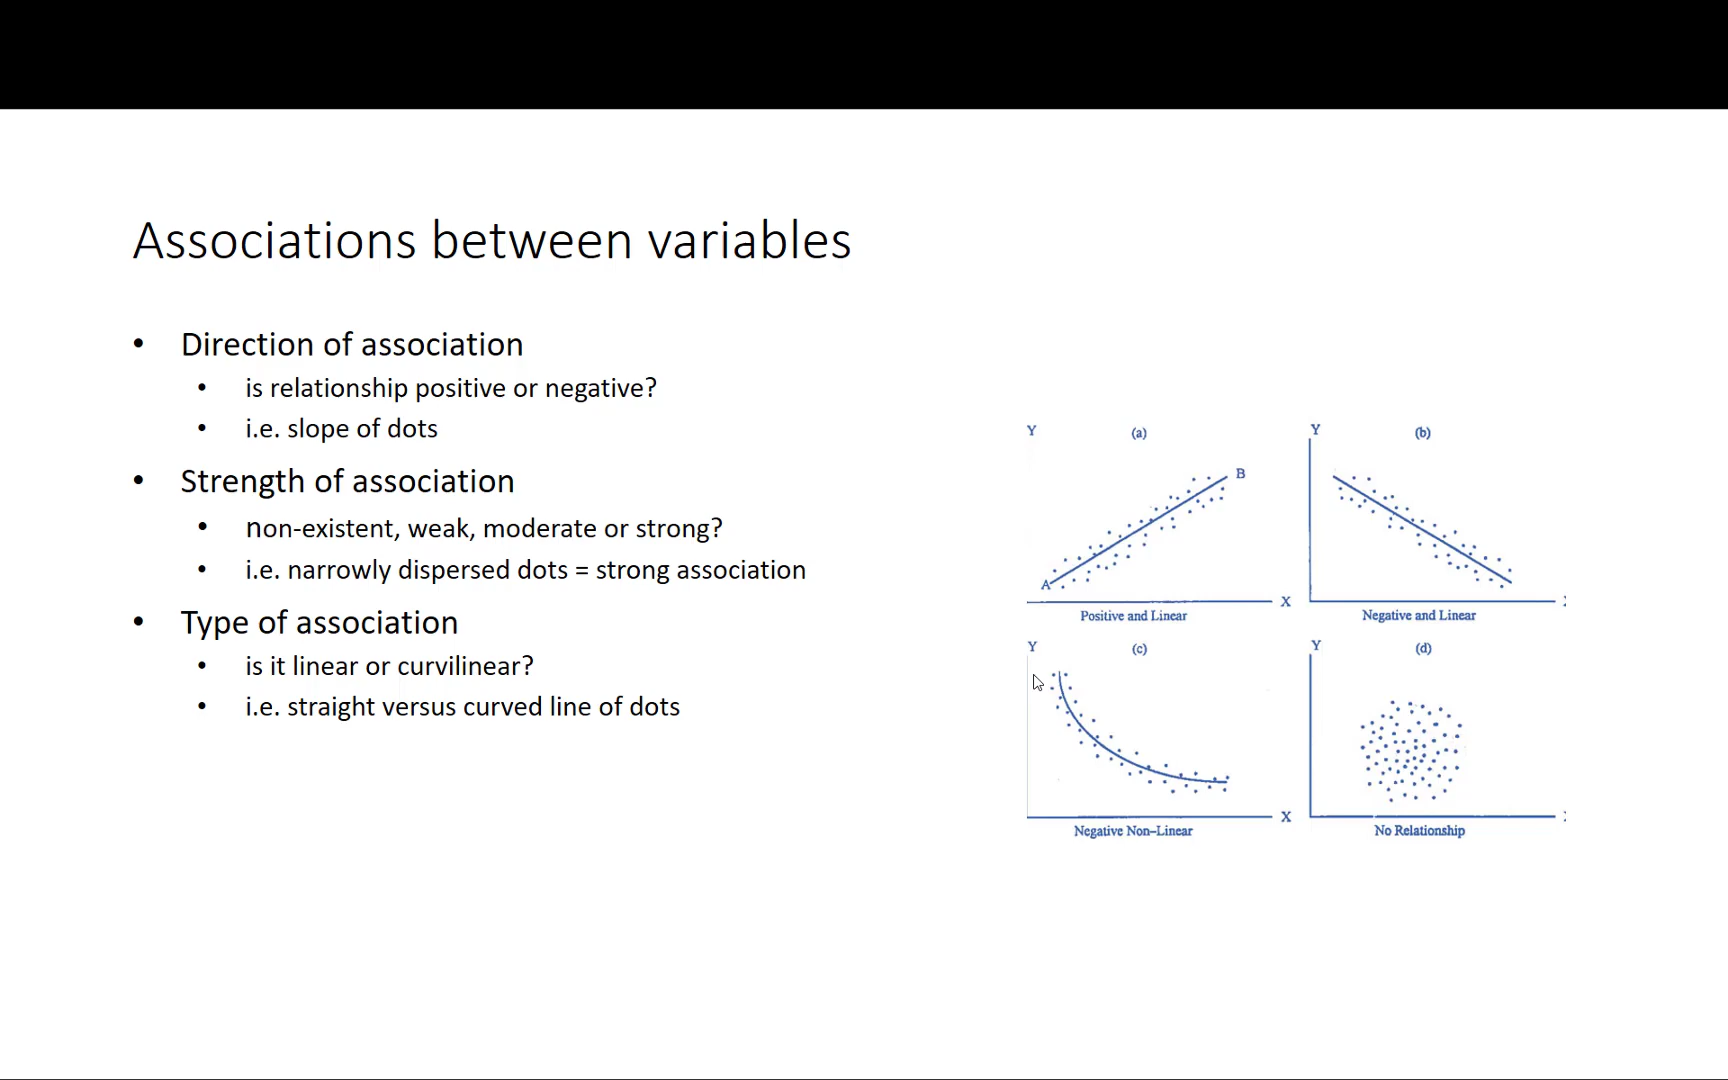 Associations between variables
• Direction of association
• is relationship positive or negative?
• i.e. slope of dots
• Strength of association
• non-existent, weak, moderate or strong?
• i.e. narrowly dispersed dots = strong association
• Type of association
• is it linear or curvilinear?
• i.e. straight versus curved line of dots
Y (a)
B
A
X
Positive and Linear
Y (b)
Negative and Linear
Y (c)
X
Negative Non-Linear
Y (d)
No Relationship